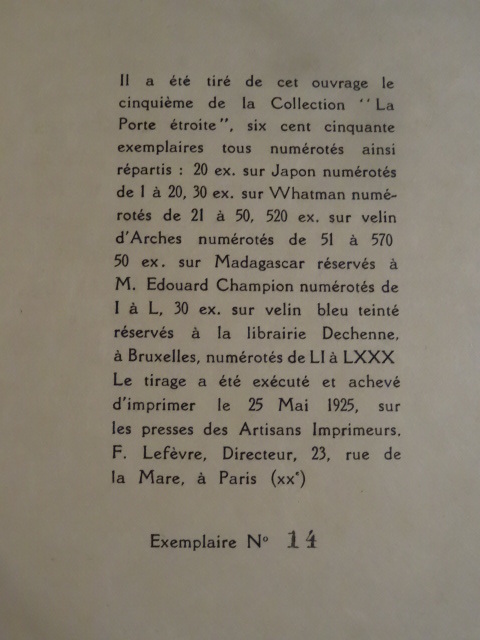 Il a été tiré de cet ouvrage le
cinquième de la Collection "La
Porte étroite", six cent cinquante
exemplaires tous numérotés ainsi
répartis : 20 ex. sur Japon numérotés
de 1 à 20, 30 ex. sur Whatman numé-
rotés de 21 à 50, 520 ex. sur velin
d'Arches numérotés de 51 à 570
50 ex. sur Madagascar réservés à
M. Edouard Champion numérotés de
I à L, 30 ex. sur velin bleu teinté
réservés à la librairie Dechenne,
à Bruxelles, numérotés de LI à LXXX
Le tirage a été exécuté et achevé
d'imprimer le 25 Mai 1925, sur
les presses des Artisans Imprimeurs.
F. Lefèvre, Directeur, 23, rue de
la Mare, à Paris (xxᵉ)
Exemplaire Nº 14